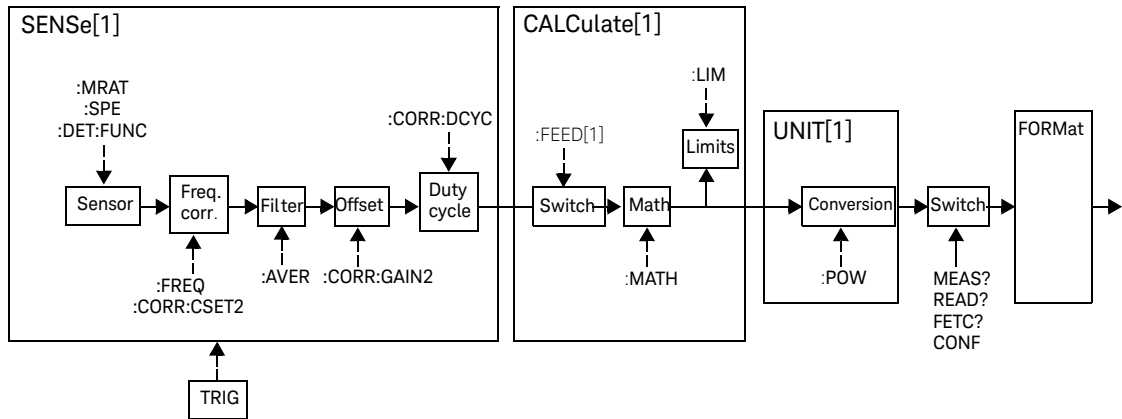 SENSe[1]
:MRAT
:SPE
:DET:FUNC
:CORR:DCYC
Sensor
Freq.
corr.
Filter
Offset
Duty
cycle
:FREQ
:CORR:CSET2
:AVER
:CORR:GAIN2
TRIG
CALCulate[1]
:LIM
:FEED[1]
Limits
Switch
Math
:MATH
UNIT[1]
Conversion
:POW
Switch
MEAS?
READ?
FETC?
CONF
FORMat